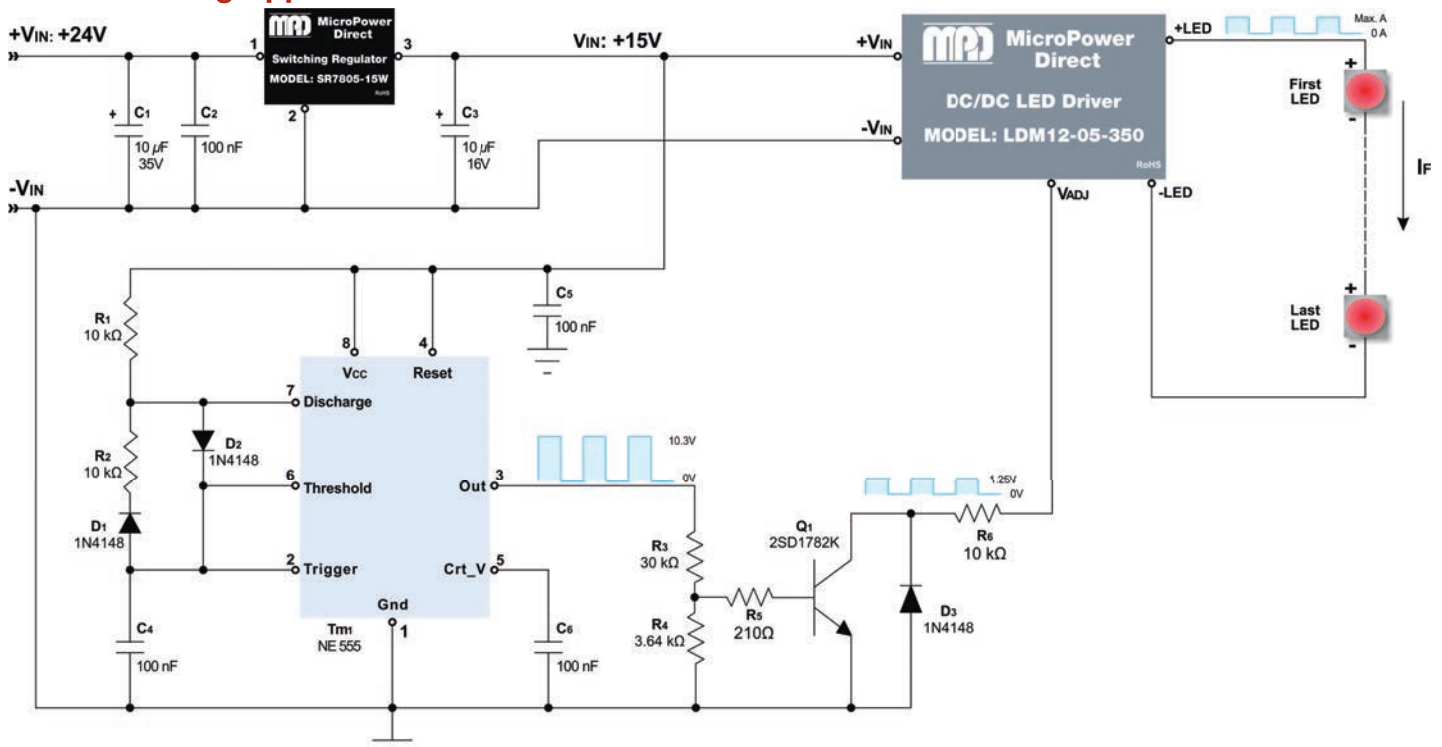 +VIN: +24V
MPD MicroPower
Direct
Switching Regulator
MODEL: SR7805-15W
RoHS
1
3
2
VIN: +15V
+VIN
-VIN
MPD MicroPower
Direct
DC/DC LED Driver
MODEL: LDM12-05-350
RoHS
+LED
Max. A
0 A
VADJ
-LED
+
First
LED
-
IF
+
Last
LED
-
+ C1
10 µF
35V
C2
100 nF
+ C3
10 µF
16V
-VIN
C5
100 nF
R1
10 kΩ
8
4
Vcc
Reset
7
Discharge
R2
10 kΩ
D2
1N4148
6
Threshold
Out
3
10.3V
0V
D1
1N4148
2
Trigger
Crt_V
5
Gnd
1
Tm1
NE 555
C4
100 nF
C6
100 nF
R3
30 kΩ
R4
3.64 kΩ
R5
210Ω
Q1
2SD1782K
1.25V
0V
R6
10 kΩ
D3
1N4148